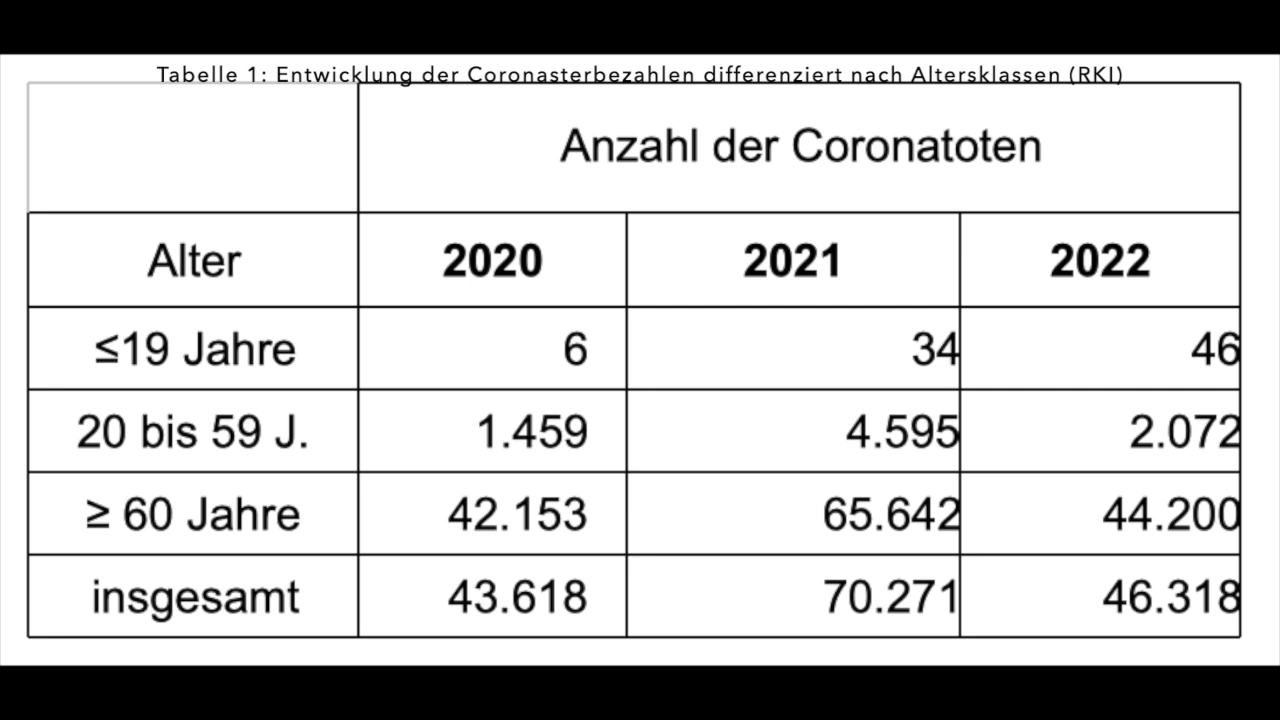 Tabelle 1: Entwicklung der Coronasterbezahlen differenziert nach Altersklassen (RKI)
Anzahl der Coronatoten
Alter 2020 2021 2022
≤19 Jahre 6 34 46
20 bis 59 J. 1.459 4.595 2.072
≥ 60 Jahre 42.153 65.642 44.200
insgesamt 43.618 70.271 46.318